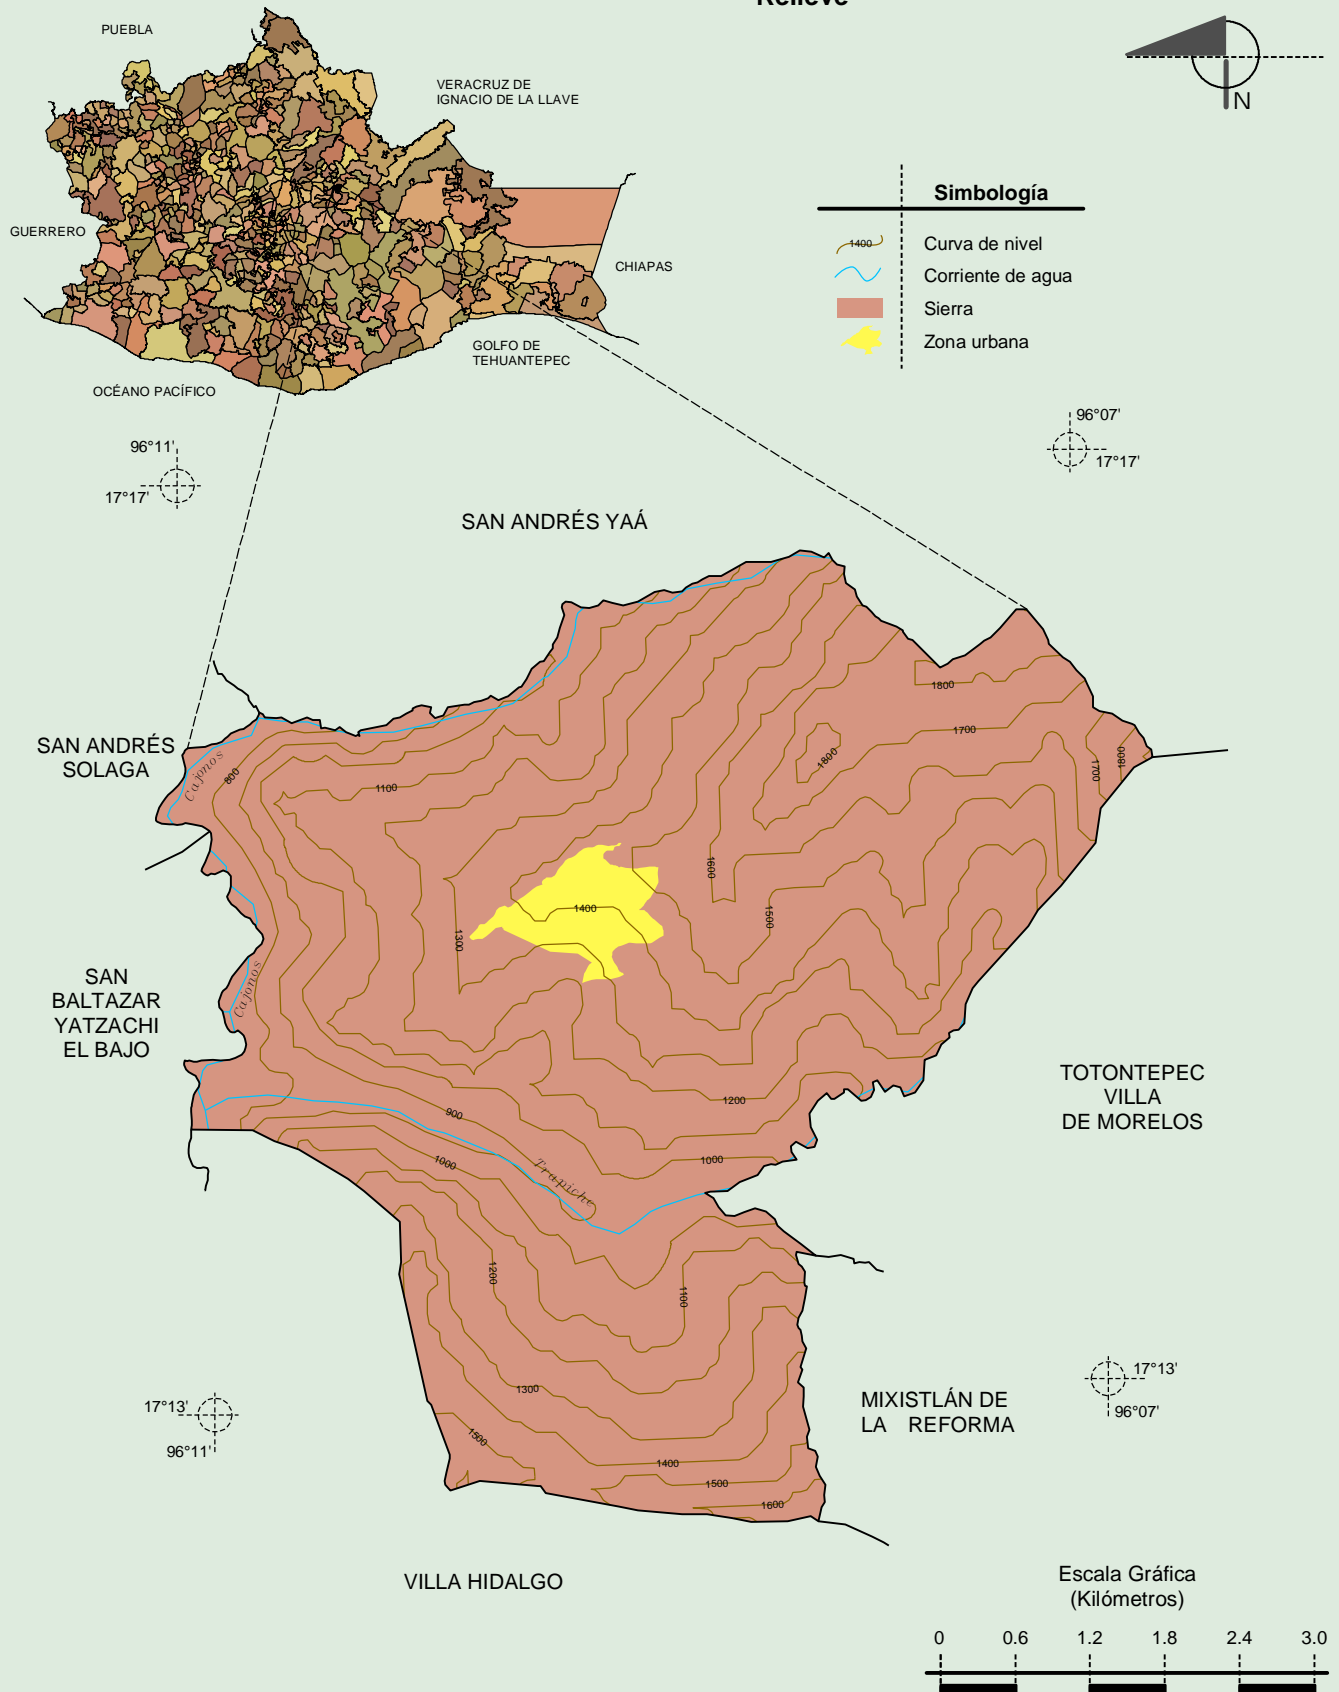 Relieve
PUEBLA
VERACRUZ DE
IGNACIO DE LA LLAVE
GUERRERO
CHIAPAS
GOLFO DE
TEHUANTEPEC
OCÉANO PACÍFICO
N
Simbología
1400
Curva de nivel
Corriente de agua
Sierra
Zona urbana
96°11'
17°17'
96°07'
17°17'
SAN ANDRÉS YAÁ
SAN ANDRÉS
SOLAGA
SAN
BALTAZAR
YATZACHI
EL BAJO
TOTONTEPEC
VILLA
DE MORELOS
MIXISTLÁN DE
LA REFORMA
VILLA HIDALGO
Cajonos
800
1100
1800
1700
1800
1700
1800
1600
1500
1400
1300
Cajonos
1200
900
1000
1000
Trapiche
1200
1100
1300
1500
1400
1500
1600
17°13'
96°11'
17°13'
96°07'
Escala Gráfica
(Kilómetros)
0 0.6 1.2 1.8 2.4 3.0